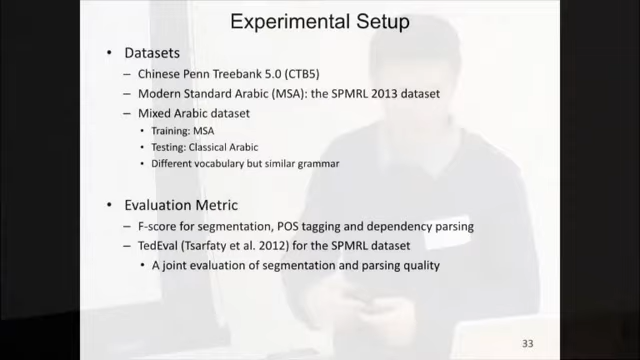 Experimental Setup
• Datasets
– Chinese Penn Treebank 5.0 (CTB5)
– Modern Standard Arabic (MSA): the SPMRL 2013 dataset
– Mixed Arabic dataset
• Training: MSA
• Testing: Classical Arabic
• Different vocabulary but similar grammar
• Evaluation Metric
– F-score for segmentation, POS tagging and dependency parsing
– TedEval (Tsarfaty et al. 2012) for the SPMRL dataset
• A joint evaluation of segmentation and parsing quality
33